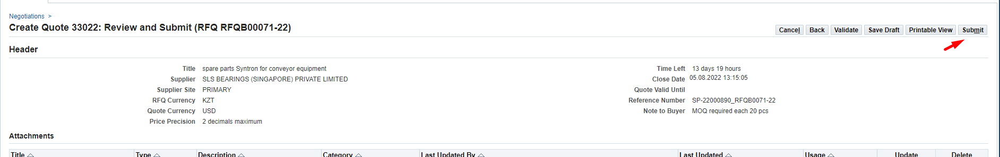 Negotiations >
Create Quote 33022: Review and Submit (RFQ RFQB00071-22)
Cancel Back Validate Save Draft Printable View Submit
Header
Title spare parts Syntron for conveyor equipment
Supplier SLS BEARINGS (SINGAPORE) PRIVATE LIMITED
Supplier Site PRIMARY
RFQ Currency KZT
Quote Currency USD
Price Precision 2 decimals maximum
Time Left 13 days 19 hours
Close Date 05.08.2022 13:15:05
Quote Valid Until
Reference Number SP-22000890_RFQB0071-22
Note to Buyer MOQ required each 20 pcs
Attachments
Title Type Description Category Last Updated By Last Updated Usage Update Delete